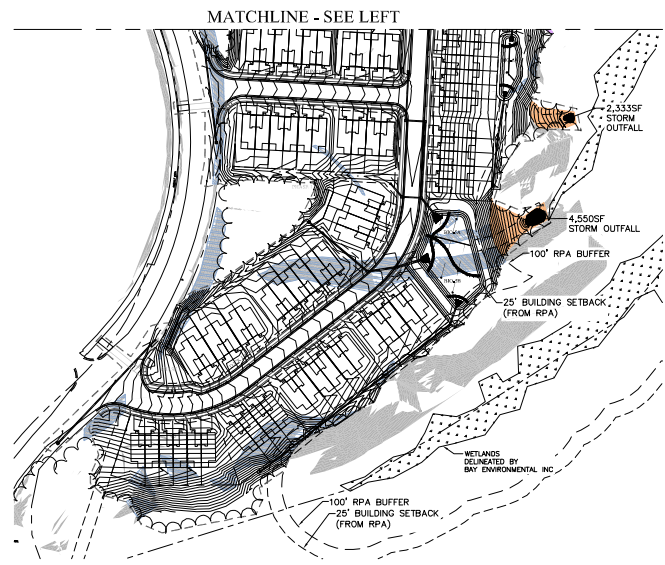 MATCHLINE - SEE LEFT
2,333SF
STORM
OUTFALL
4,550SF
STORM OUTFALL
100' RPA BUFFER
25' BUILDING SETBACK
(FROM RPA)
WETLANDS
DELINEATED BY
BAY ENVIRONMENTAL INC
100' RPA BUFFER
25' BUILDING SETBACK
(FROM RPA)